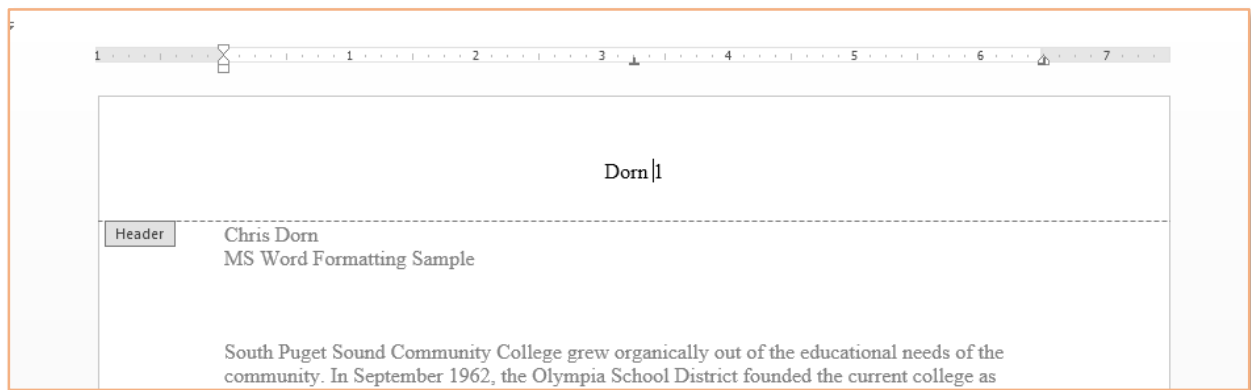 1 1 2 3 4 5 6 7
Dorn 1
Header
Chris Dorn
MS Word Formatting Sample
South Puget Sound Community College grew organically out of the educational needs of the
community. In September 1962, the Olympia School District founded the current college as